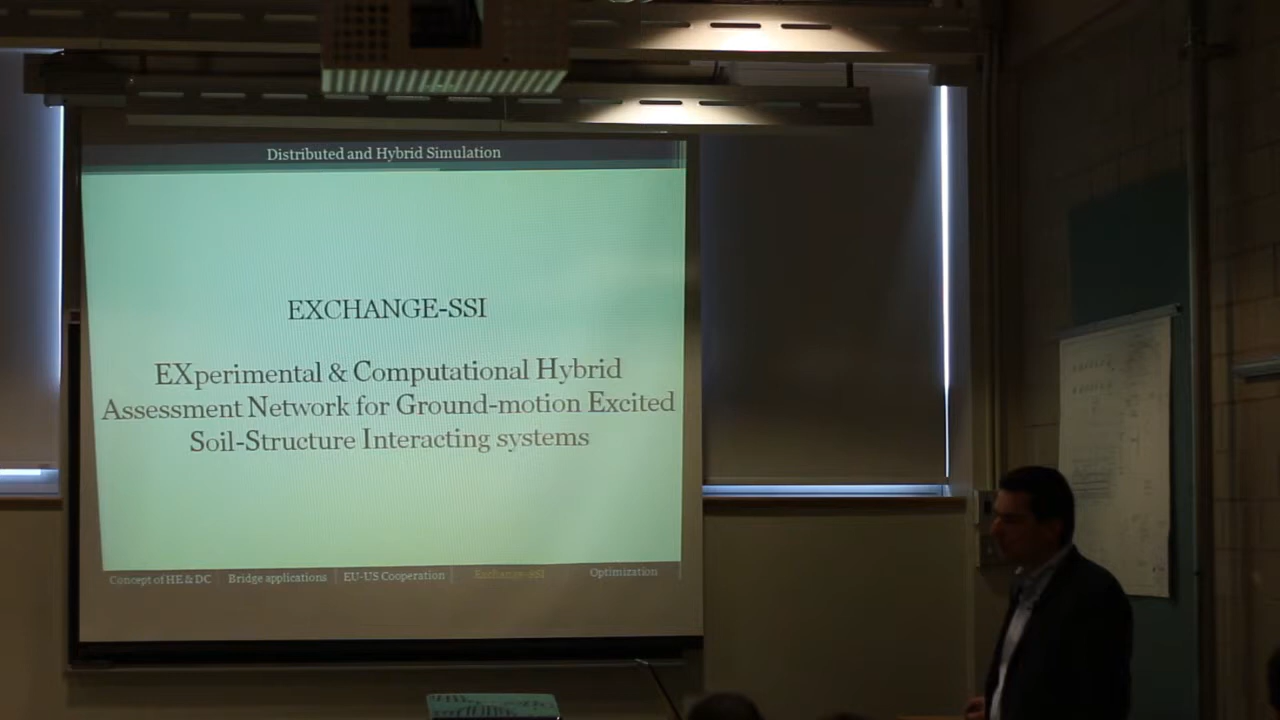 Distributed and Hybrid Simulation
EXCHANGE-SSI
EXperimental & Computational Hybrid
Assessment Network for Ground-motion Excited
Soil-Structure Interacting systems
Concept of HE & DC Bridge applications EU-US Cooperation Exchange-SSI Optimization